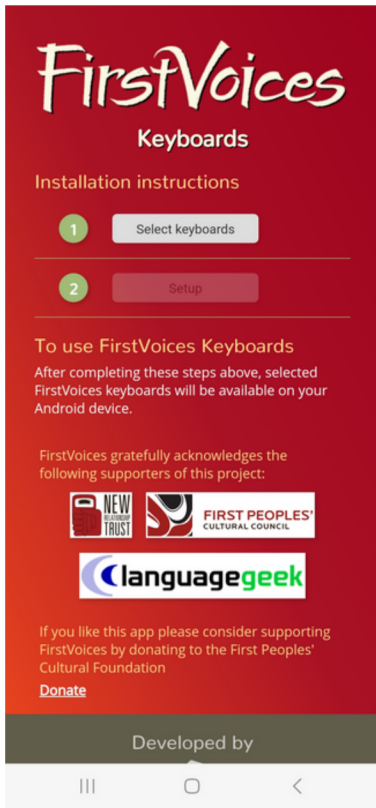 FirstVoices
Keyboards
Installation instructions
1 Select keyboards
2 Setup
To use FirstVoices Keyboards
After completing these steps above, selected
FirstVoices keyboards will be available on your
Android device.
FirstVoices gratefully acknowledges the
following supporters of this project:
NEW
RELATIONSHIP
TRUST
FIRST PEOPLES'
CULTURAL COUNCIL
languagegeek
If you like this app please consider supporting
FirstVoices by donating to the First Peoples'
Cultural Foundation
Donate
Developed by